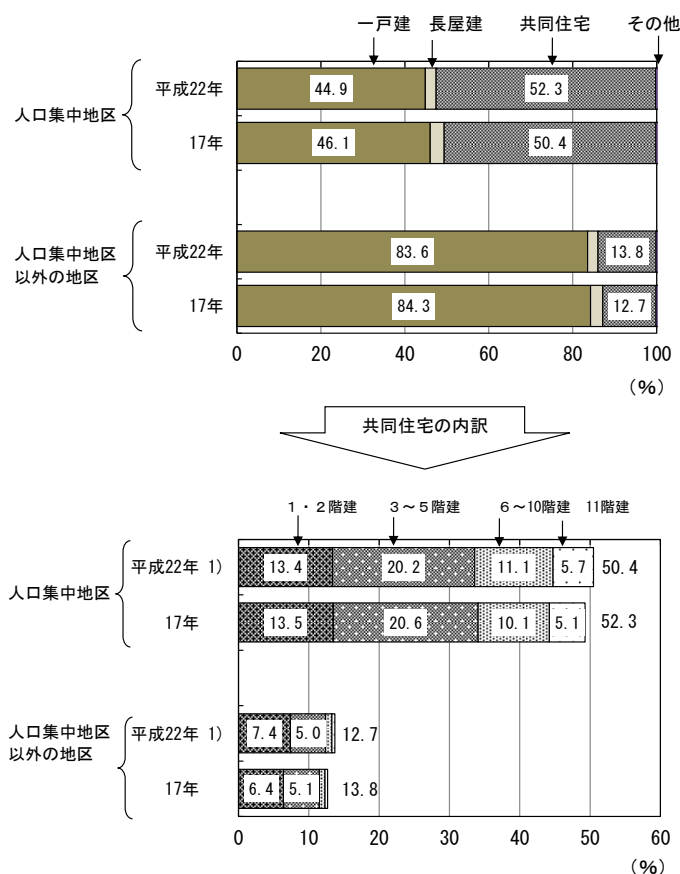 一戸建 長屋建 共同住宅 その他
人口集中地区
平成22年 44.9 52.3
17年 46.1 50.4
人口集中地区
以外の地区
平成22年 83.6 13.8
17年 84.3 12.7
0 20 40 60 80 100
(%)
共同住宅の内訳
1・2階建 3～5階建 6～10階建 11階建
人口集中地区
平成22年 1) 13.4 20.2 11.1 5.7 50.4
17年 13.5 20.6 10.1 5.1 52.3
人口集中地区
以外の地区
平成22年 1) 7.4 5.0 12.7
17年 6.4 5.1 13.8
0 10 20 30 40 50 60
(%)